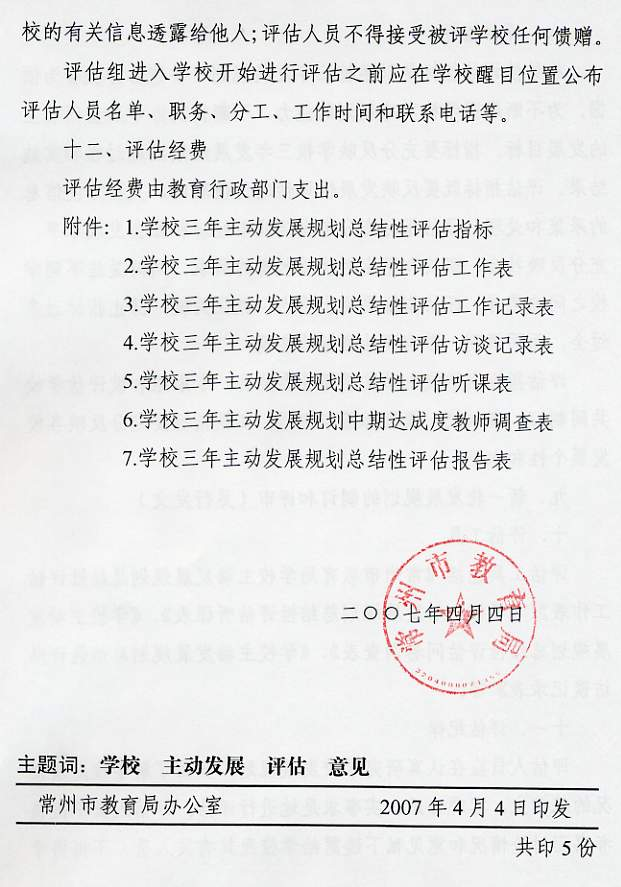 校的有关信息透露给他人;评估人员不得接受被评学校任何馈赠。
评估组进入学校开始进行评估之前应在学校醒目位置公布
评估人员名单、职务、分工、工作时间和联系电话等。
十二、评估经费
评估经费由教育行政部门支出。
附件：1.学校三年主动发展规划总结性评估指标
2.学校三年主动发展规划总结性评估工作表
3.学校三年主动发展规划总结性评估工作记录表
4.学校三年主动发展规划总结性评估访谈记录表
5.学校三年主动发展规划总结性评估听课表
6.学校三年主动发展规划中期达成度教师调查表
7.学校三年主动发展规划总结性评估报告表
常州市教育局
二〇〇七年四月四日
主题词：学校 主动发展 评估 意见
常州市教育局办公室 2007年4月4日印发
共印5份